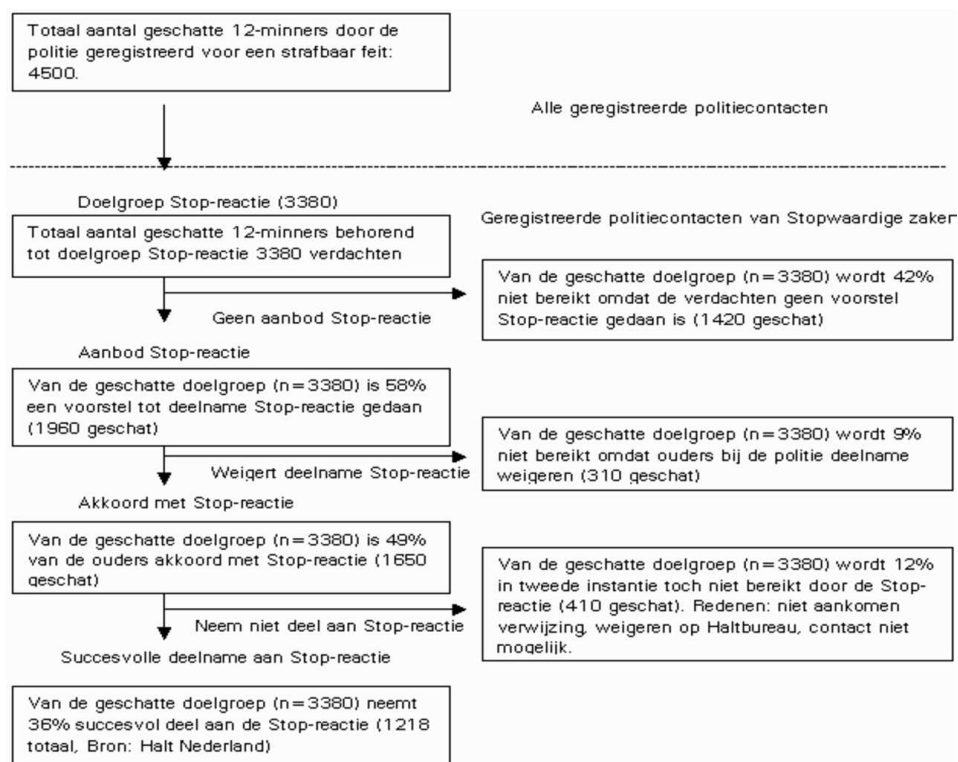 Totaal aantal geschatte 12-minners door de
politie geregistreerd voor een strafbaar feit:
4500.
Alle geregistreerde politiecontacten
Doelgroep Stop-reactie (3380)
Geregistreerde politiecontacten van Stopwaardige zaken
Totaal aantal geschatte 12-minners behorend
tot doelgroep Stop-reactie 3380 verdachten
Van de geschatte doelgroep (n=3380) wordt 42%
niet bereikt omdat de verdachten geen voorstel
Stop-reactie gedaan is (1420 geschat)
Geen aanbod Stop-reactie
Aanbod Stop-reactie
Van de geschatte doelgroep (n=3380) is 58%
een voorstel tot deelname Stop-reactie gedaan
(1960 geschat)
Van de geschatte doelgroep (n=3380) wordt 9%
niet bereikt omdat ouders bij de politie deelname
weigeren (310 geschat)
Weigert deelname Stop-reactie
Akkoord met Stop-reactie
Van de geschatte doelgroep (n=3380) is 49%
van de ouders akkoord met Stop-reactie (1650
geschat)
Van de geschatte doelgroep (n=3380) wordt 12%
in tweede instantie toch niet bereikt door de Stop-
reactie (410 geschat). Redenen: niet aankomen
verwijzing, weigeren op Haltbureau, contact niet
mogelijk.
Neem niet deel aan Stop-reactie
Succesvolle deelname aan Stop-reactie
Van de geschatte doelgroep (n=3380) neemt
36% succesvol deel aan de Stop-reactie (1218
totaal, Bron: Halt Nederland)